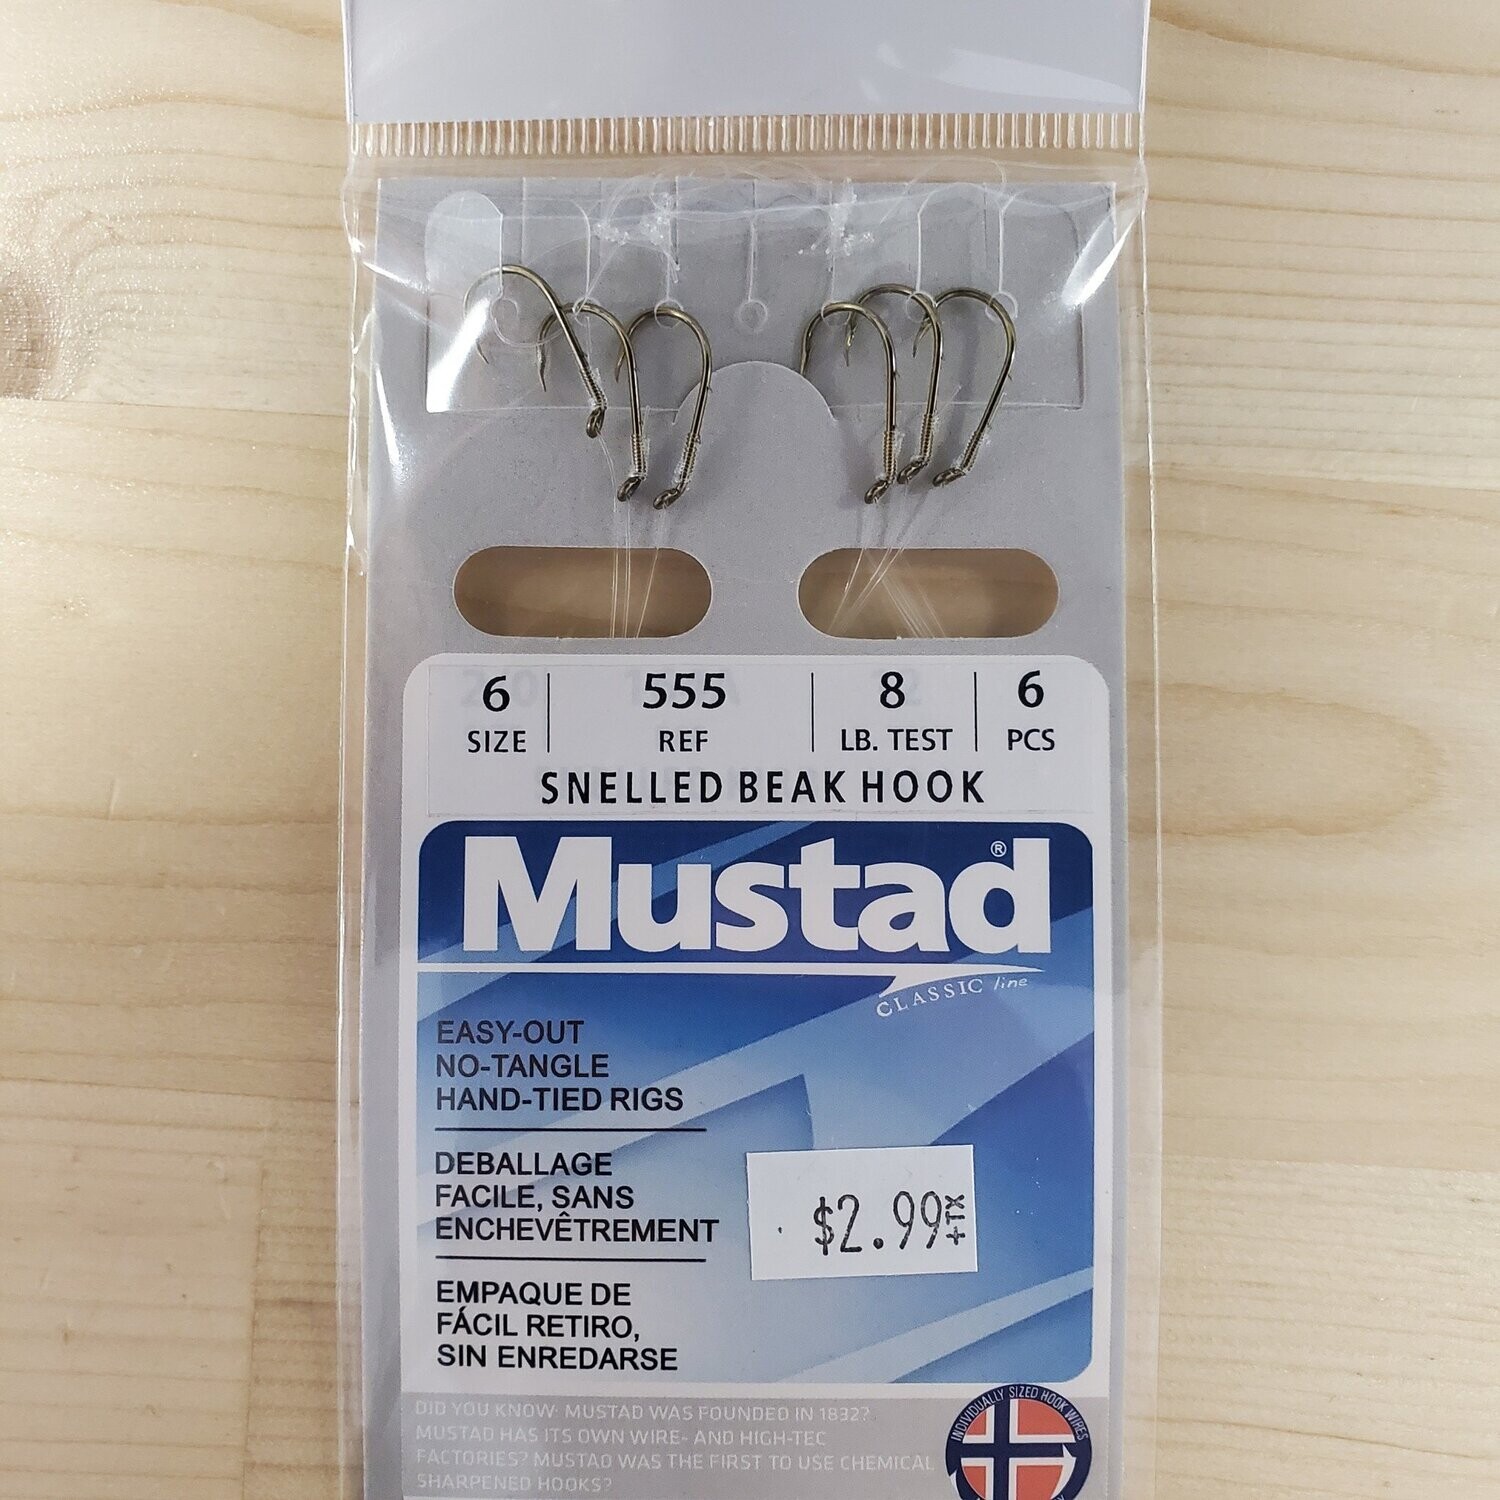 6 | 555 | 8 | 6
SIZE | REF | LB. TEST | PCS
SNELLED BEAK HOOK
Mustad®
CLASSIC line
EASY-OUT
NO-TANGLE
HAND-TIED RIGS
DEBALLAGE
FACILE, SANS
ENCHEVÊTREMENT
$2.99+TX
EMPAQUE DE
FÁCIL RETIRO,
SIN ENREDARSE
DID YOU KNOW: MUSTAD WAS FOUNDED IN 1832?
MUSTAD HAS ITS OWN WIRE- AND HIGH-TEC
FACTORIES? MUSTAD WAS THE FIRST TO USE CHEMICAL
SHARPENED HOOKS?
INDIVIDUALLY SIZED HOOK WIRES